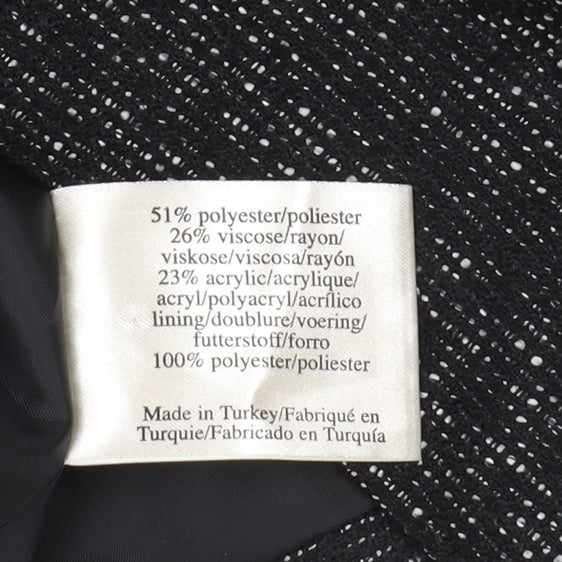 51% polyester/poliester
26% viscose/rayon/
viskose/viscosa/rayón
23% acrylic/acrylique/
acryl/polyacryl/acrílico
lining/doublure/voering/
futterstoff/forro
100% polyester/poliester
Made in Turkey/Fabriqué en
Turquie/Fabricado en Turquía